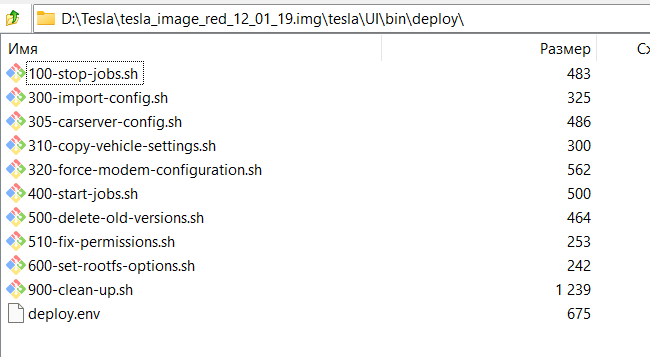 D:\Tesla\tesla_image_red_12_01_19.img\tesla\UI\bin\deploy\
Имя Размер Сх
100-stop-jobs.sh 483
300-import-config.sh 325
305-carserver-config.sh 486
310-copy-vehicle-settings.sh 300
320-force-modem-configuration.sh 562
400-start-jobs.sh 500
500-delete-old-versions.sh 464
510-fix-permissions.sh 253
600-set-rootfs-options.sh 242
900-clean-up.sh 1 239
deploy.env 675